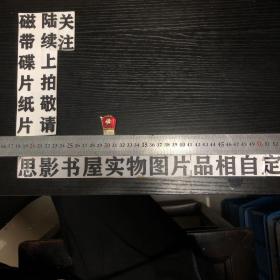 磁带碟片纸片
陆续上拍敬请
关注
思影书屋实物图片品相自定